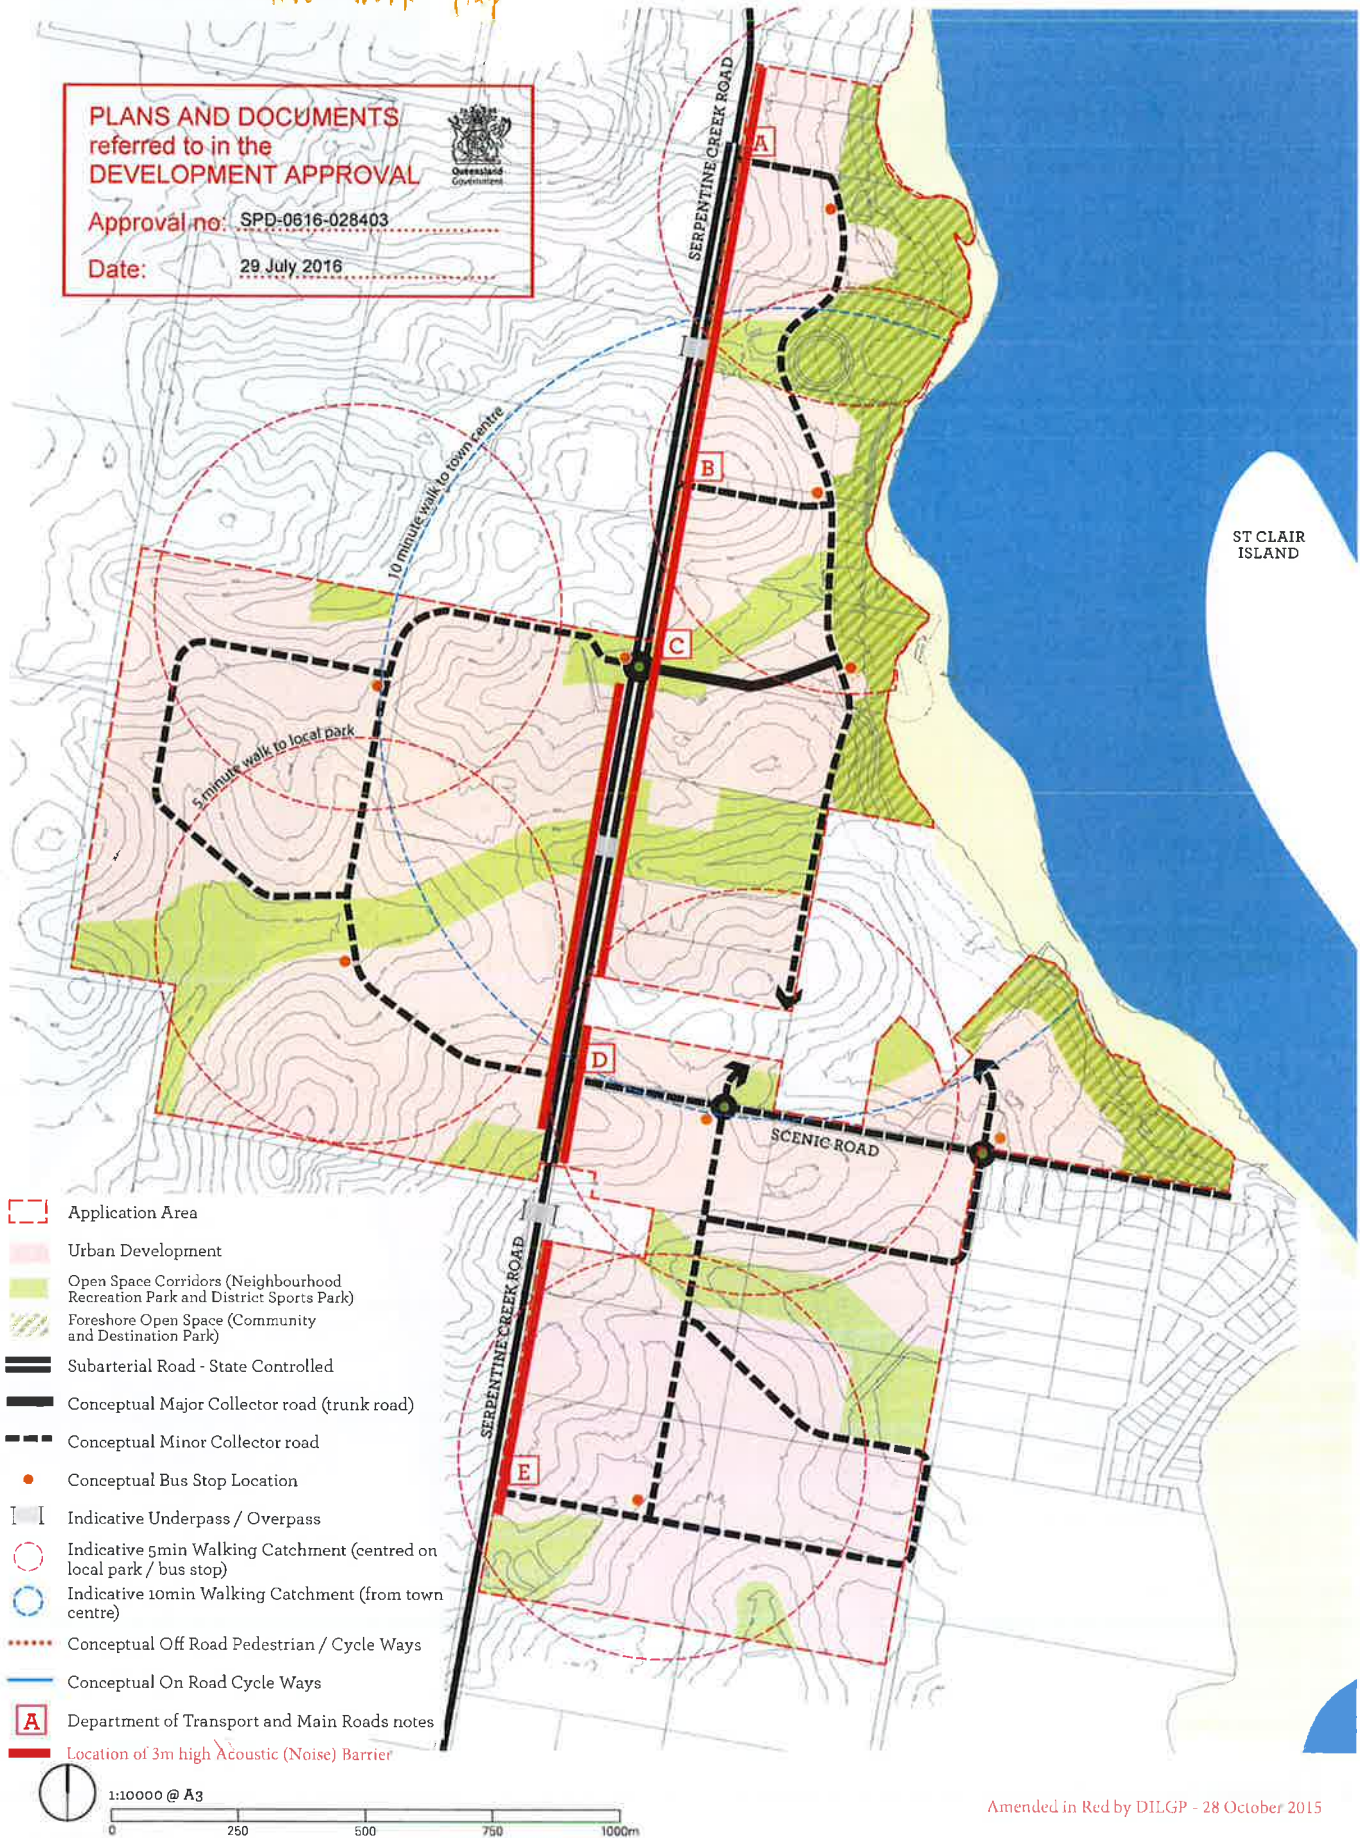 PLANS AND DOCUMENTS
referred to in the
DEVELOPMENT APPROVAL
Queensland
Government
Approval no: SPD-0616-028403
Date: 29 July 2016
SERPENTINE CREEK ROAD
A
10 minute walk to town centre
B
ST CLAIR
ISLAND
C
5 minute walk to local park
D
SCENIC ROAD
SERPENTINE CREEK ROAD
E
Application Area
Urban Development
Open Space Corridors (Neighbourhood
Recreation Park and District Sports Park)
Foreshore Open Space (Community
and Destination Park)
Subarterial Road - State Controlled
Conceptual Major Collector road (trunk road)
Conceptual Minor Collector road
Conceptual Bus Stop Location
Indicative Underpass / Overpass
Indicative 5min Walking Catchment (centred on
local park / bus stop)
Indicative 10min Walking Catchment (from town
centre)
Conceptual Off Road Pedestrian / Cycle Ways
Conceptual On Road Cycle Ways
A Department of Transport and Main Roads notes
Location of 3m high Acoustic (Noise) Barrier
1:10000 @ A3
0 250 500 750 1000m
Amended in Red by DILGP - 28 October 2015